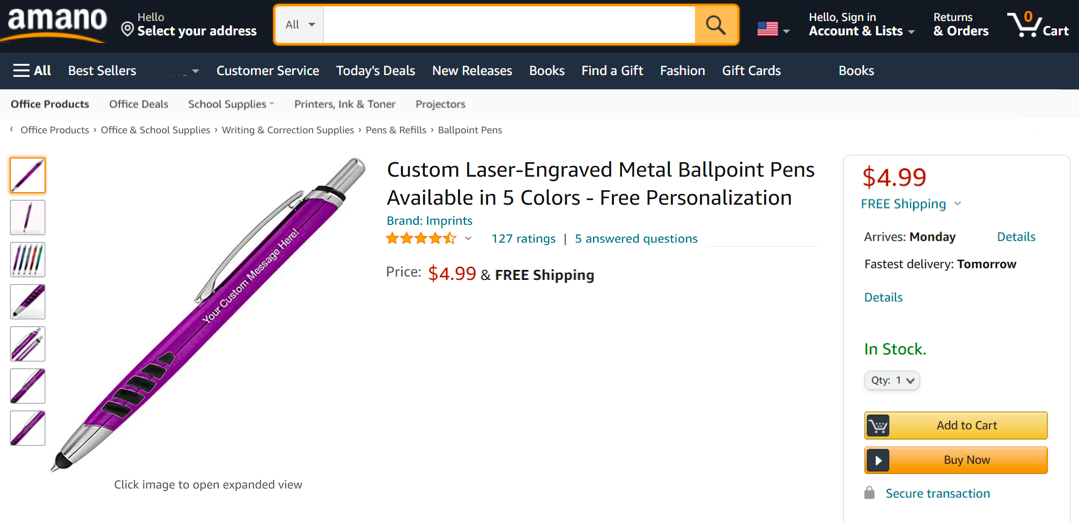 amano
Hello
Select your address
All
Hello, Sign in
Account & Lists
Returns
& Orders
0
Cart
All
Best Sellers
Customer Service
Today's Deals
New Releases
Books
Find a Gift
Fashion
Gift Cards
Books
Office Products
Office Deals
School Supplies
Printers, Ink & Toner
Projectors
‹ Office Products › Office & School Supplies › Writing & Correction Supplies › Pens & Refills › Ballpoint Pens
Your Custom Message Here!
Click image to open expanded view
Custom Laser-Engraved Metal Ballpoint Pens
Available in 5 Colors - Free Personalization
Brand: Imprints
127 ratings | 5 answered questions
Price: $4.99 & FREE Shipping
$4.99
FREE Shipping
Arrives: Monday
Details
Fastest delivery: Tomorrow
Details
In Stock.
Qty: 1
Add to Cart
Buy Now
Secure transaction